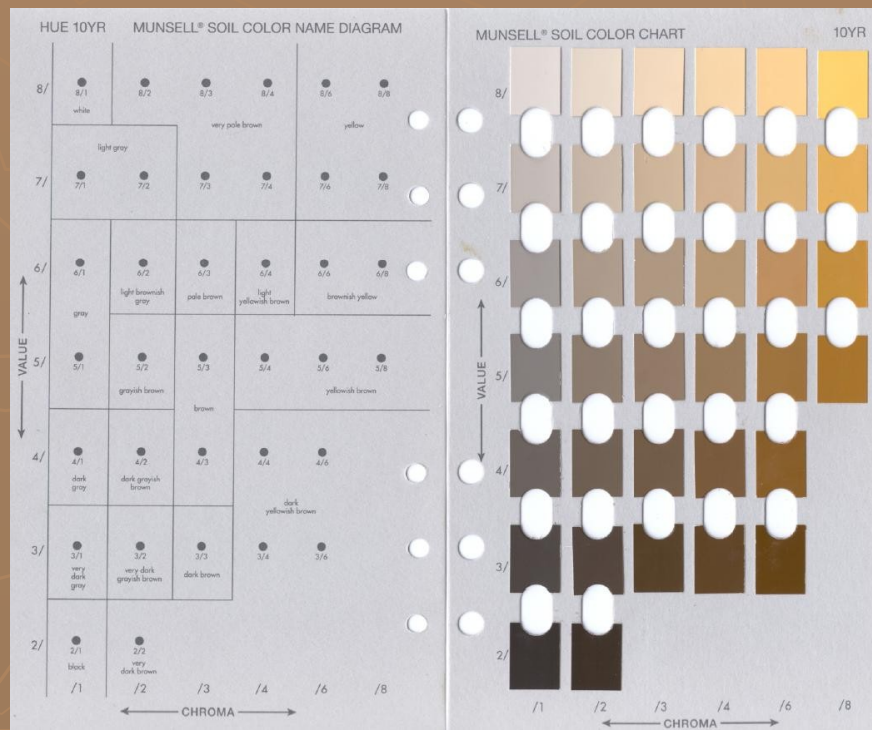 HUE 10YR MUNSELL® SOIL COLOR NAME DIAGRAM
8/ 8/1 8/2 8/3 8/4 8/6 8/8
white
very pale brown yellow
light gray
7/ 7/1 7/2 7/3 7/4 7/6 7/8
6/ 6/1 6/2 6/3 6/4 6/6 6/8
light brownish
gray
pale brown
light
yellowish brown
brownish yellow
gray
VALUE
5/ 5/1 5/2 5/3 5/4 5/6 5/8
grayish brown yellowish brown
brown
4/ 4/1 4/2 4/3 4/4 4/6
dark
gray
dark grayish
brown
dark
yellowish brown
3/ 3/1 3/2 3/3 3/4 3/6
very
dark
gray
very dark
grayish brown
dark brown
2/ 2/1 2/2
black
very
dark brown
/1 /2 /3 /4 /6 /8
CHROMA
MUNSELL® SOIL COLOR CHART 10YR
8/
7/
6/
VALUE
5/
4/
3/
2/
/1 /2 /3 /4 /6 /8
CHROMA